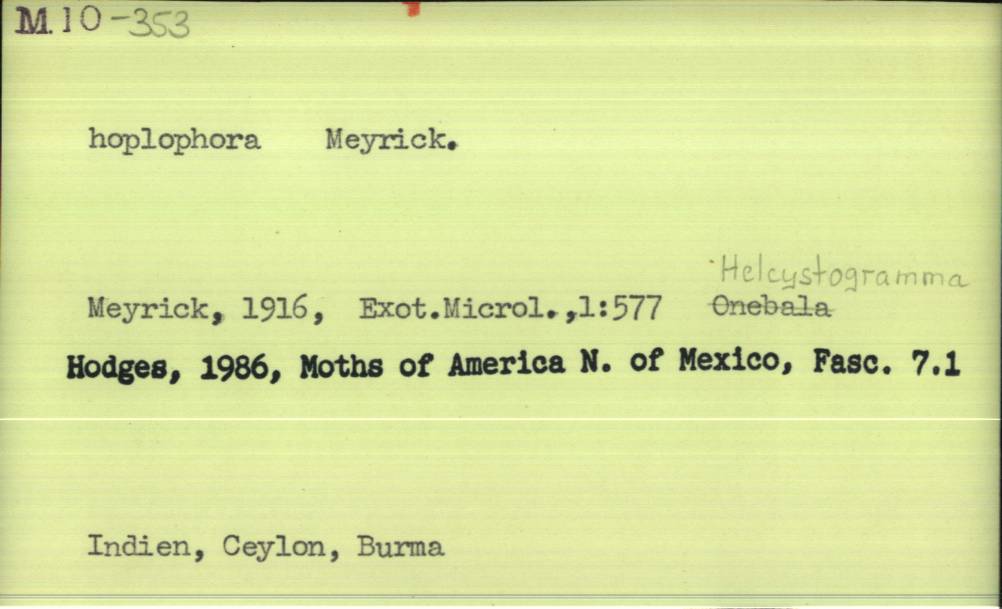 M.10-353
hoplophora Meyrick.
Helcystogramma
Meyrick, 1916, Exot.Microl.,1:577 Onebala
Hodges, 1986, Moths of America N. of Mexico, Fasc. 7.1
Indien, Ceylon, Burma